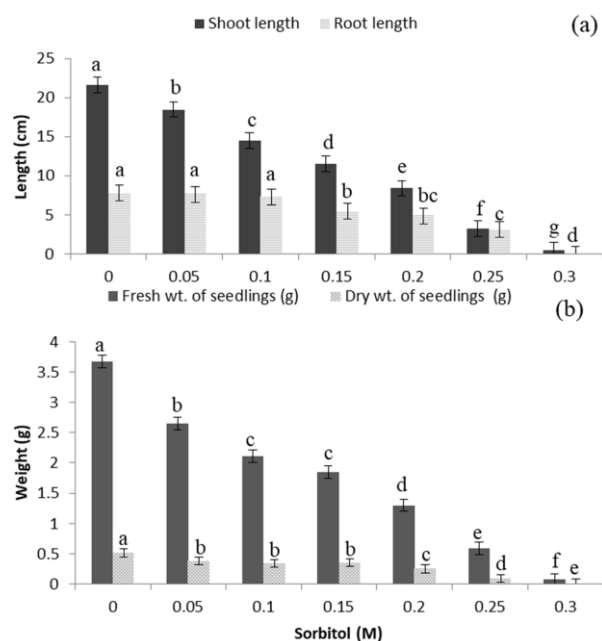 Shoot length Root length (a)
25
20
15
10
5
0
Length (cm)
a b c d e f g
a a a b bc c d
0 0.05 0.1 0.15 0.2 0.25 0.3
Fresh wt. of seedlings (g) Dry wt. of seedlings (g) (b)
4
3.5
3
2.5
2
1.5
1
0.5
0
Weight (g)
a b c c d e f
a b b b c d e
0 0.05 0.1 0.15 0.2 0.25 0.3
Sorbitol (M)